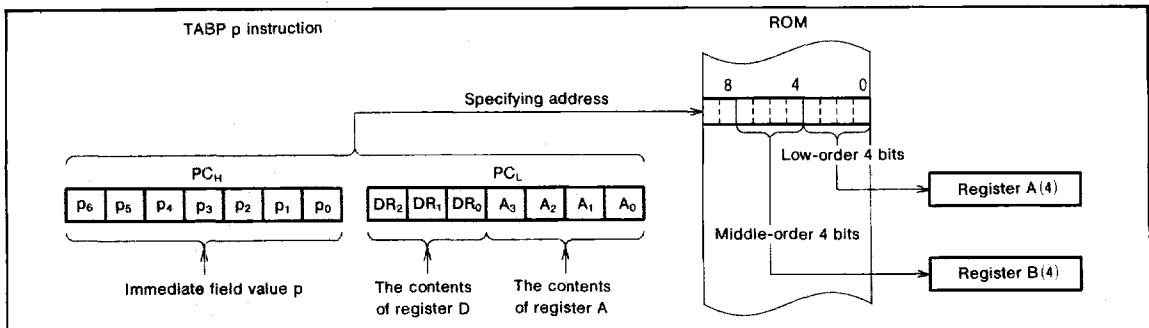 TABP p instruction
ROM
8 4 0
Specifying address
Low-order 4 bits
PCH PCL
p6 p5 p4 p3 p2 p1 p0 DR2 DR1 DR0 A3 A2 A1 A0
Register A(4)
Middle-order 4 bits
Immediate field value p
The contents
of register D
The contents
of register A
Register B(4)